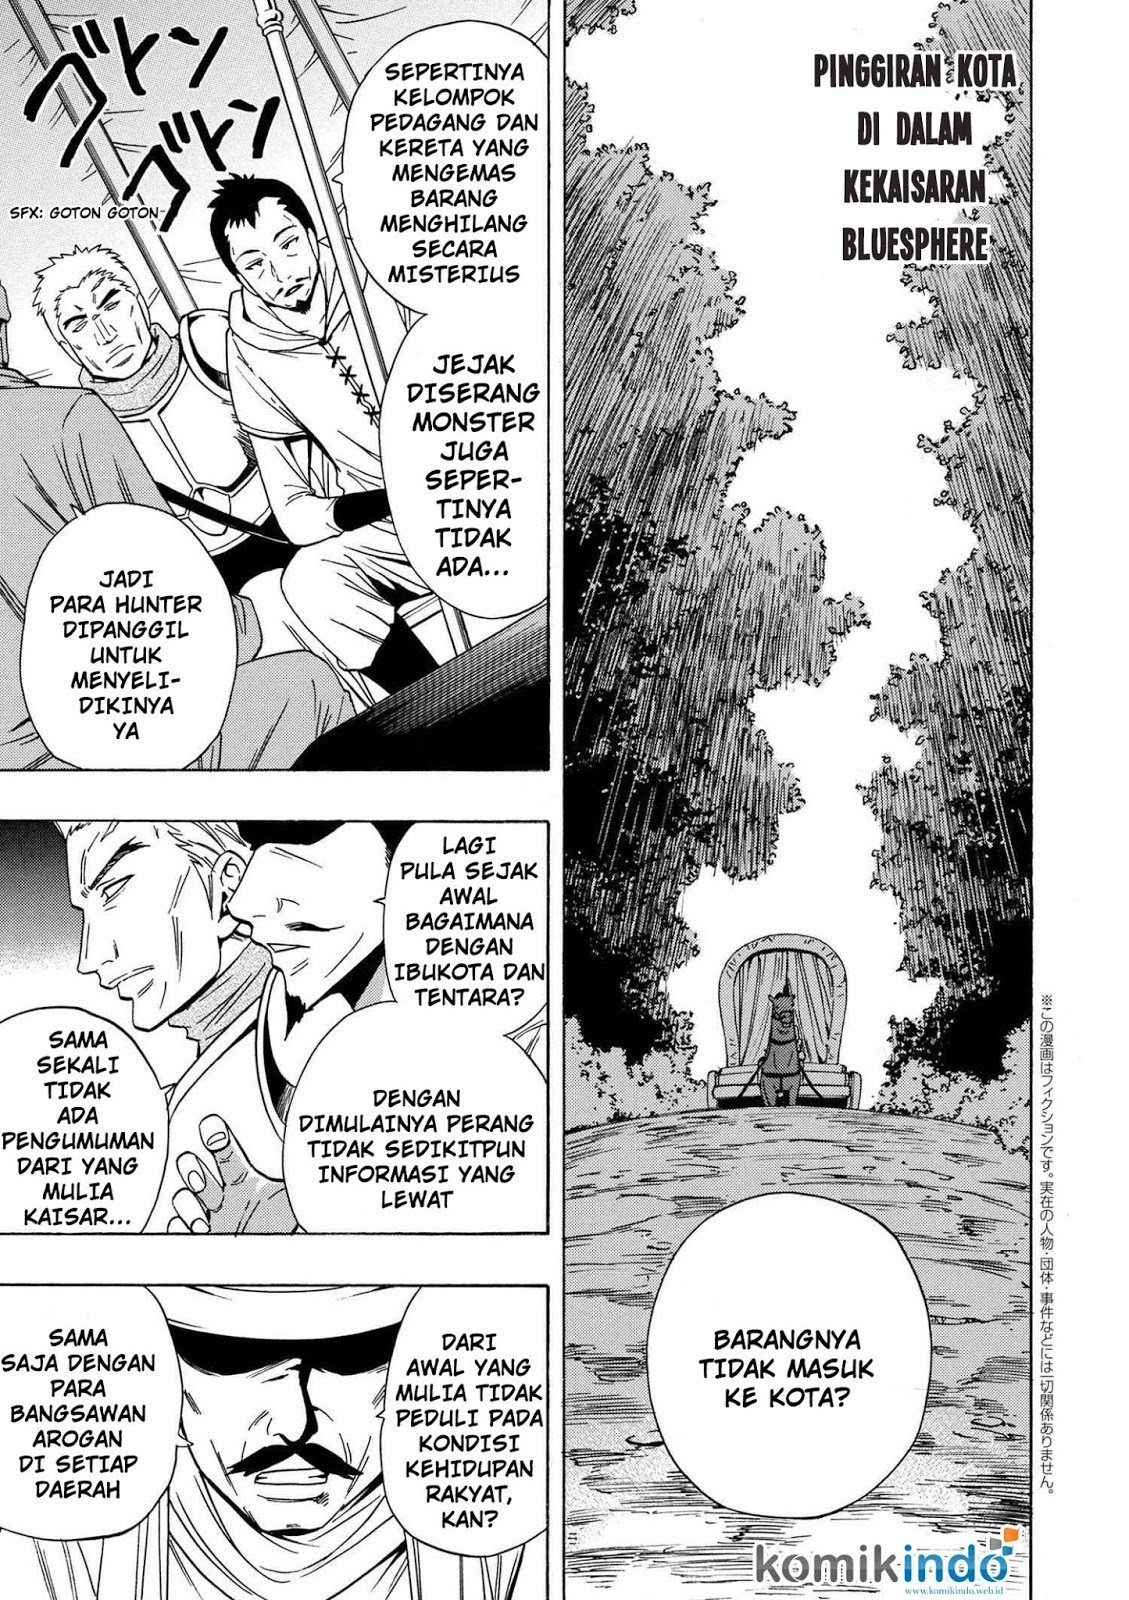 PINGGIRAN KOTA
DI DALAM
KEKAISARAN
BLUESPHERE
BARANGNYA
TIDAK MASUK
KE KOTA?
※この漫画はフィクションです。実在の人物・団体・事件などには一切関係ありません。
SEPERTINYA
KELOMPOK
PEDAGANG DAN
KERETA YANG
MENGEMAS
BARANG
MENGHILANG
SECARA
MISTERIUS
JEJAK
DISERANG
MONSTER
JUGA
SEPER-
TINYA
TIDAK
ADA...
ゴトン
ゴトン
SFX: GOTON GOTON
JADI
PARA HUNTER
DIPANGGIL
UNTUK
MENYELI-
DIKINYA
YA
LAGI
PULA SEJAK
AWAL
BAGAIMANA
DENGAN
IBUKOTA DAN
TENTARA?
DENGAN
DIMULAINYA PERANG
TIDAK SEDIKITPUN
INFORMASI YANG
LEWAT
SAMA
SEKALI
TIDAK
ADA
PENGUMUMAN
DARI YANG
MULIA
KAISAR...
DARI
AWAL YANG
MULIA TIDAK
PEDULI PADA
KONDISI
KEHIDUPAN
RAKYAT,
KAN?
SAMA
SAJA DENGAN
PARA
BANGSAWAN
AROGAN
DI SETIAP
DAERAH
komikindo
www.komikindo.web.id